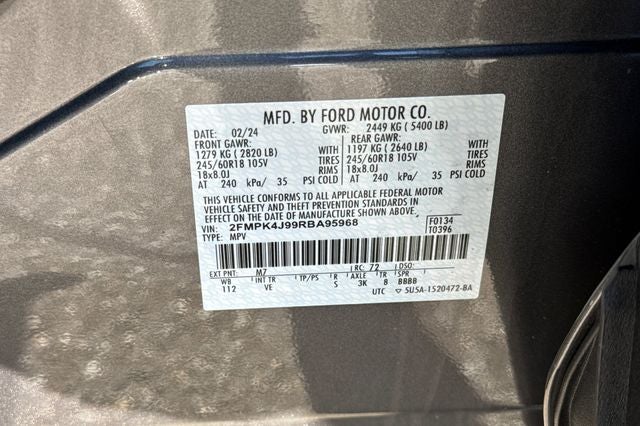 MFD. BY FORD MOTOR CO.
DATE: 02/24 GVWR: 2449 KG ( 5400 LB)
FRONT GAWR: REAR GAWR:
1279 KG ( 2820 LB) WITH 1197 KG ( 2640 LB) WITH
245/60R18 105V TIRES 245/60R18 105V TIRES
18x8.0J RIMS 18x8.0J RIMS
AT 240 kPa/ 35 PSI COLD AT 240 kPa/ 35 PSI COLD
THIS VEHICLE CONFORMS TO ALL APPLICABLE FEDERAL MOTOR
VEHICLE SAFETY AND THEFT PREVENTION STANDARDS IN EFFECT
ON THE DATE OF MANUFACTURE SHOWN ABOVE.
VIN: 2FMPK4J99RBA95968 F0134
TYPE: MPV T0396
EXT PNT: M7 RC: 72 DSO:
WB INT TR TP/PS R AXLE TR SPR
112 VE S 3K 8 BBBB
UTC ▽ 5U5A-1520472-BA